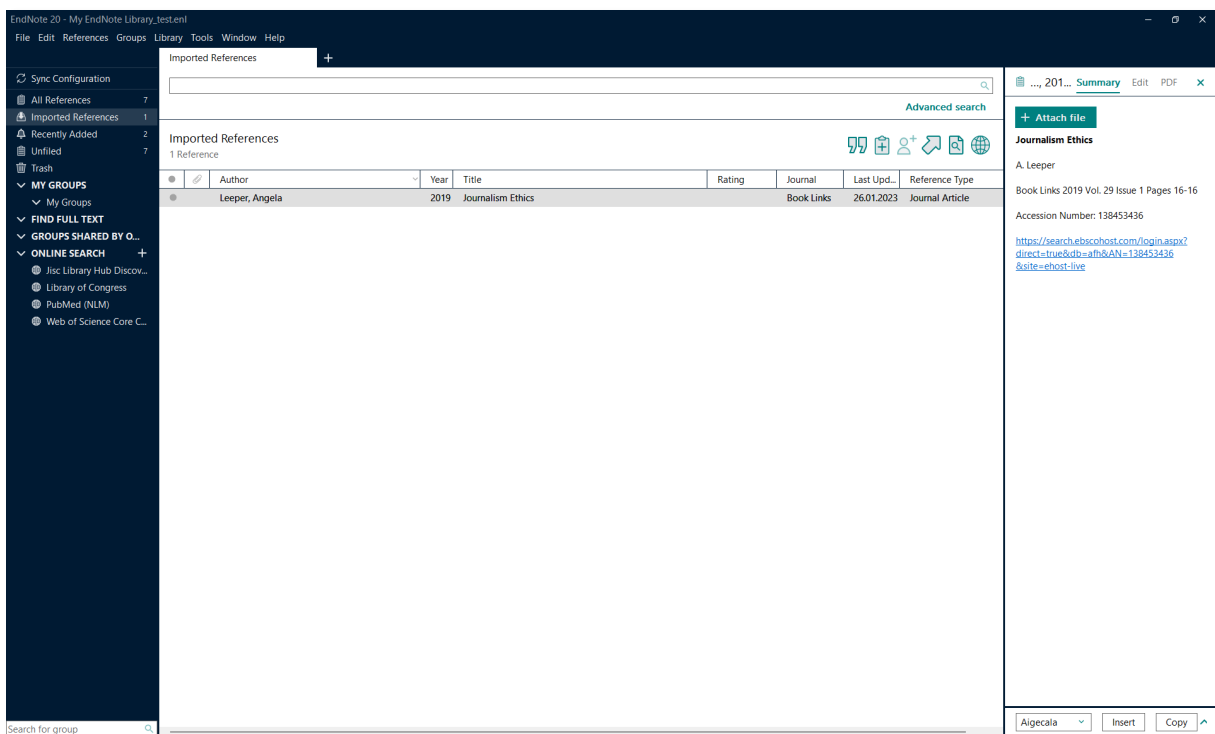 EndNote 20 - My EndNote Library_test.enl
File Edit References Groups Library Tools Window Help
Imported References
Sync Configuration
All References 7
Imported References 1
Recently Added 2
Unfiled 7
Trash
MY GROUPS
My Groups
FIND FULL TEXT
GROUPS SHARED BY O...
ONLINE SEARCH +
Jisc Library Hub Discov...
Library of Congress
PubMed (NLM)
Web of Science Core C...
Search for group
Advanced search
Imported References
1 Reference
Author Year Title Rating Journal Last Upd... Reference Type
Leeper, Angela 2019 Journalism Ethics Book Links 26.01.2023 Journal Article
..., 201... Summary Edit PDF
+ Attach file
Journalism Ethics
A. Leeper
Book Links 2019 Vol. 29 Issue 1 Pages 16-16
Accession Number: 138453436
https://search.ebscohost.com/login.aspx?
direct=true&db=afh&AN=138453436
&site=ehost-live
Aigecala Insert Copy